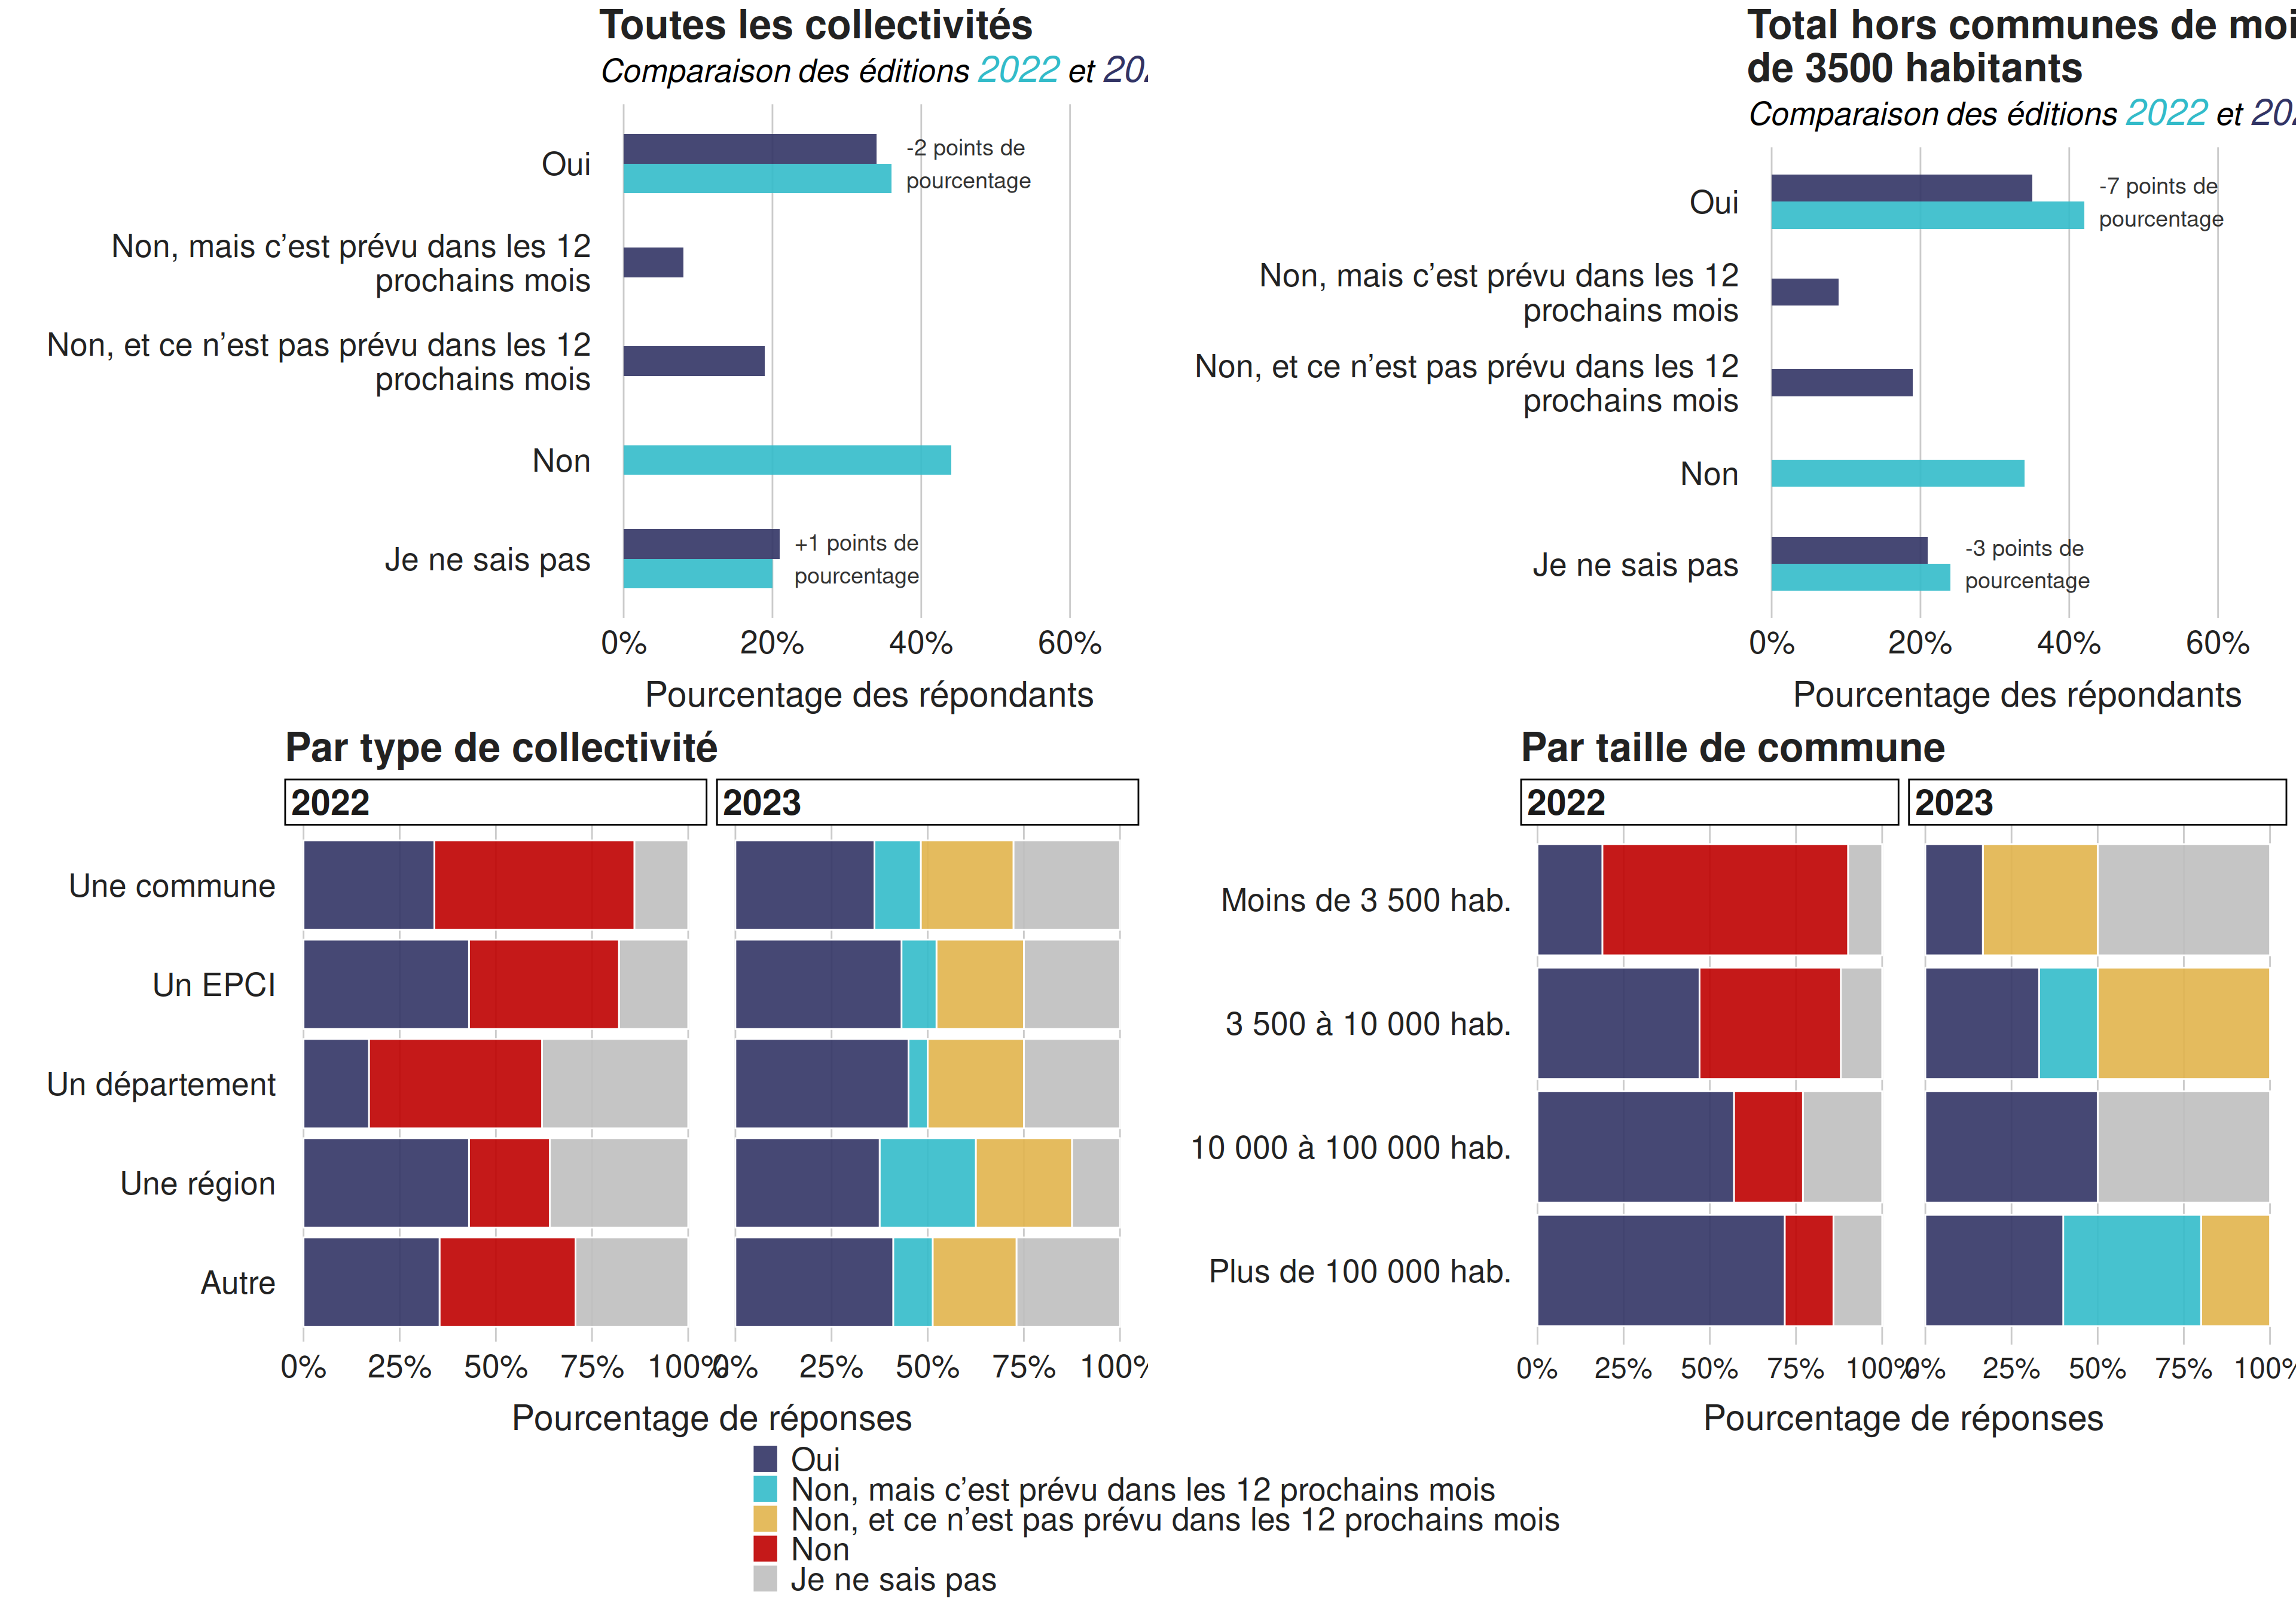 Toutes les collectivités
Comparaison des éditions 2022 et 202
Oui
-2 points de
pourcentage
Non, mais c’est prévu dans les 12
prochains mois
Non, et ce n’est pas prévu dans les 12
prochains mois
Non
Je ne sais pas
+1 points de
pourcentage
0% 20% 40% 60%
Pourcentage des répondants
Total hors communes de moi
de 3500 habitants
Comparaison des éditions 2022 et 202
Oui
-7 points de
pourcentage
Non, mais c’est prévu dans les 12
prochains mois
Non, et ce n’est pas prévu dans les 12
prochains mois
Non
Je ne sais pas
-3 points de
pourcentage
0% 20% 40% 60%
Pourcentage des répondants
Par type de collectivité
2022 2023
Une commune
Un EPCI
Un département
Une région
Autre
0% 25% 50% 75% 100% 0% 25% 50% 75% 100%
Pourcentage de réponses
Par taille de commune
2022 2023
Moins de 3 500 hab.
3 500 à 10 000 hab.
10 000 à 100 000 hab.
Plus de 100 000 hab.
0% 25% 50% 75% 100% 0% 25% 50% 75% 100%
Pourcentage de réponses
Oui
Non, mais c’est prévu dans les 12 prochains mois
Non, et ce n’est pas prévu dans les 12 prochains mois
Non
Je ne sais pas